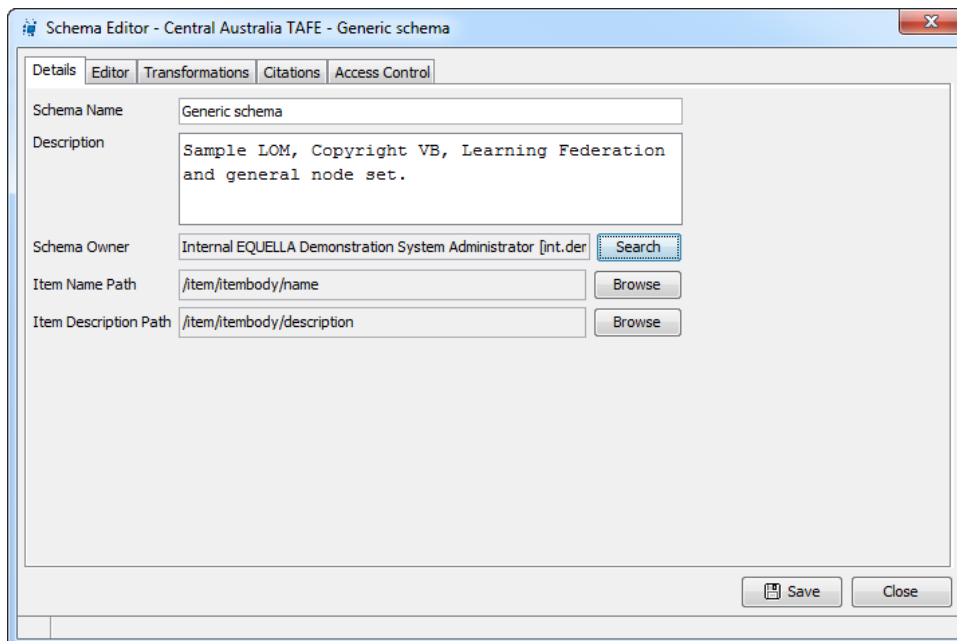 Schema Editor - Central Australia TAFE - Generic schema
Details Editor Transformations Citations Access Control
Schema Name Generic schema
Description Sample LOM, Copyright VB, Learning Federation
and general node set.
Schema Owner Internal EQUELLA Demonstration System Administrator [int.der Search
Item Name Path /item/itembody/name Browse
Item Description Path /item/itembody/description Browse
Save Close